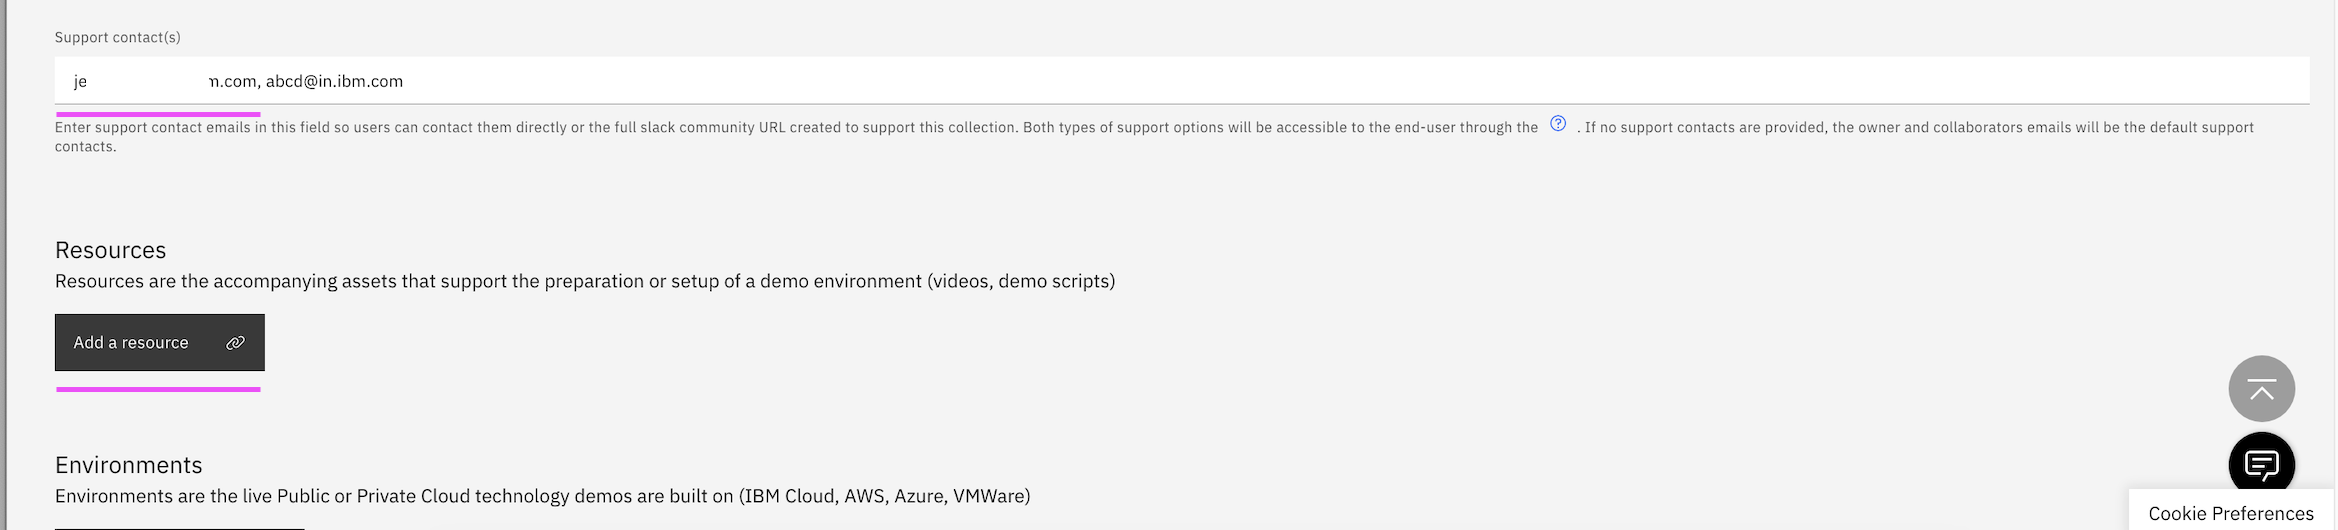 Support contact(s)
je m.com, abcd@in.ibm.com
Enter support contact emails in this field so users can contact them directly or the full slack community URL created to support this collection. Both types of support options will be accessible to the end-user through the ? . If no support contacts are provided, the owner and collaborators emails will be the default support
contacts.
Resources
Resources are the accompanying assets that support the preparation or setup of a demo environment (videos, demo scripts)
Add a resource
Environments
Environments are the live Public or Private Cloud technology demos are built on (IBM Cloud, AWS, Azure, VMWare)
Cookie Preferences